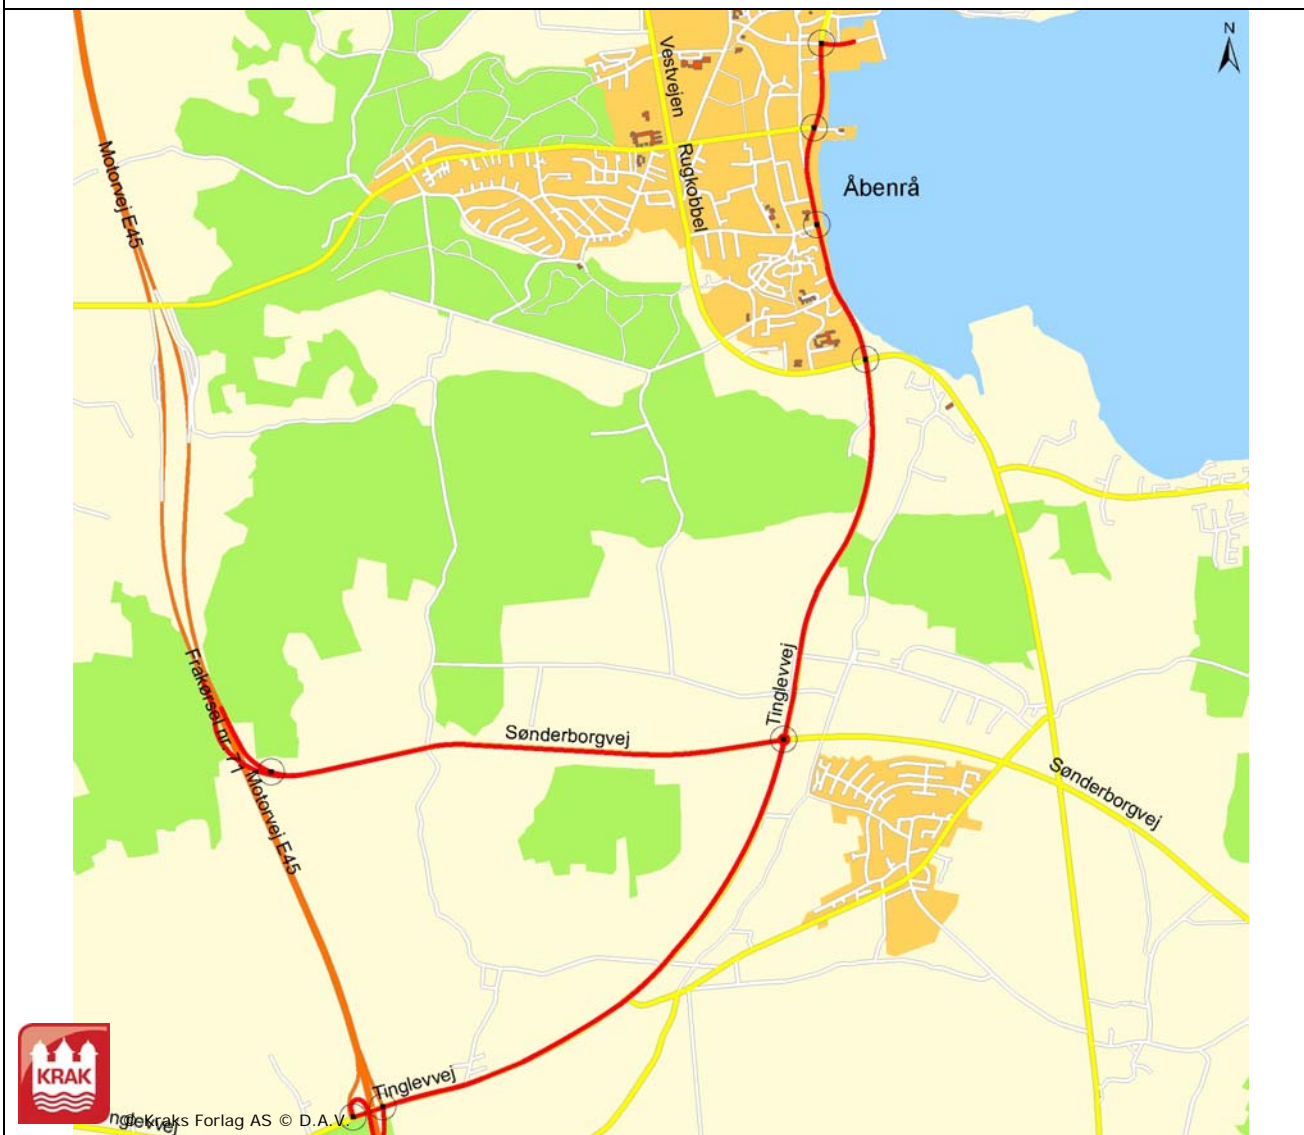 N
Vestvejen
Motorvej E45
Rugkobbel
Åbenrå
Tinglevvej
Frakørsel nr. 71
Sønderborgvej
Sønderborgvej
Motorvej E45
KRAK
Tinglevvej
© Kraks Forlag AS © D.A.V.